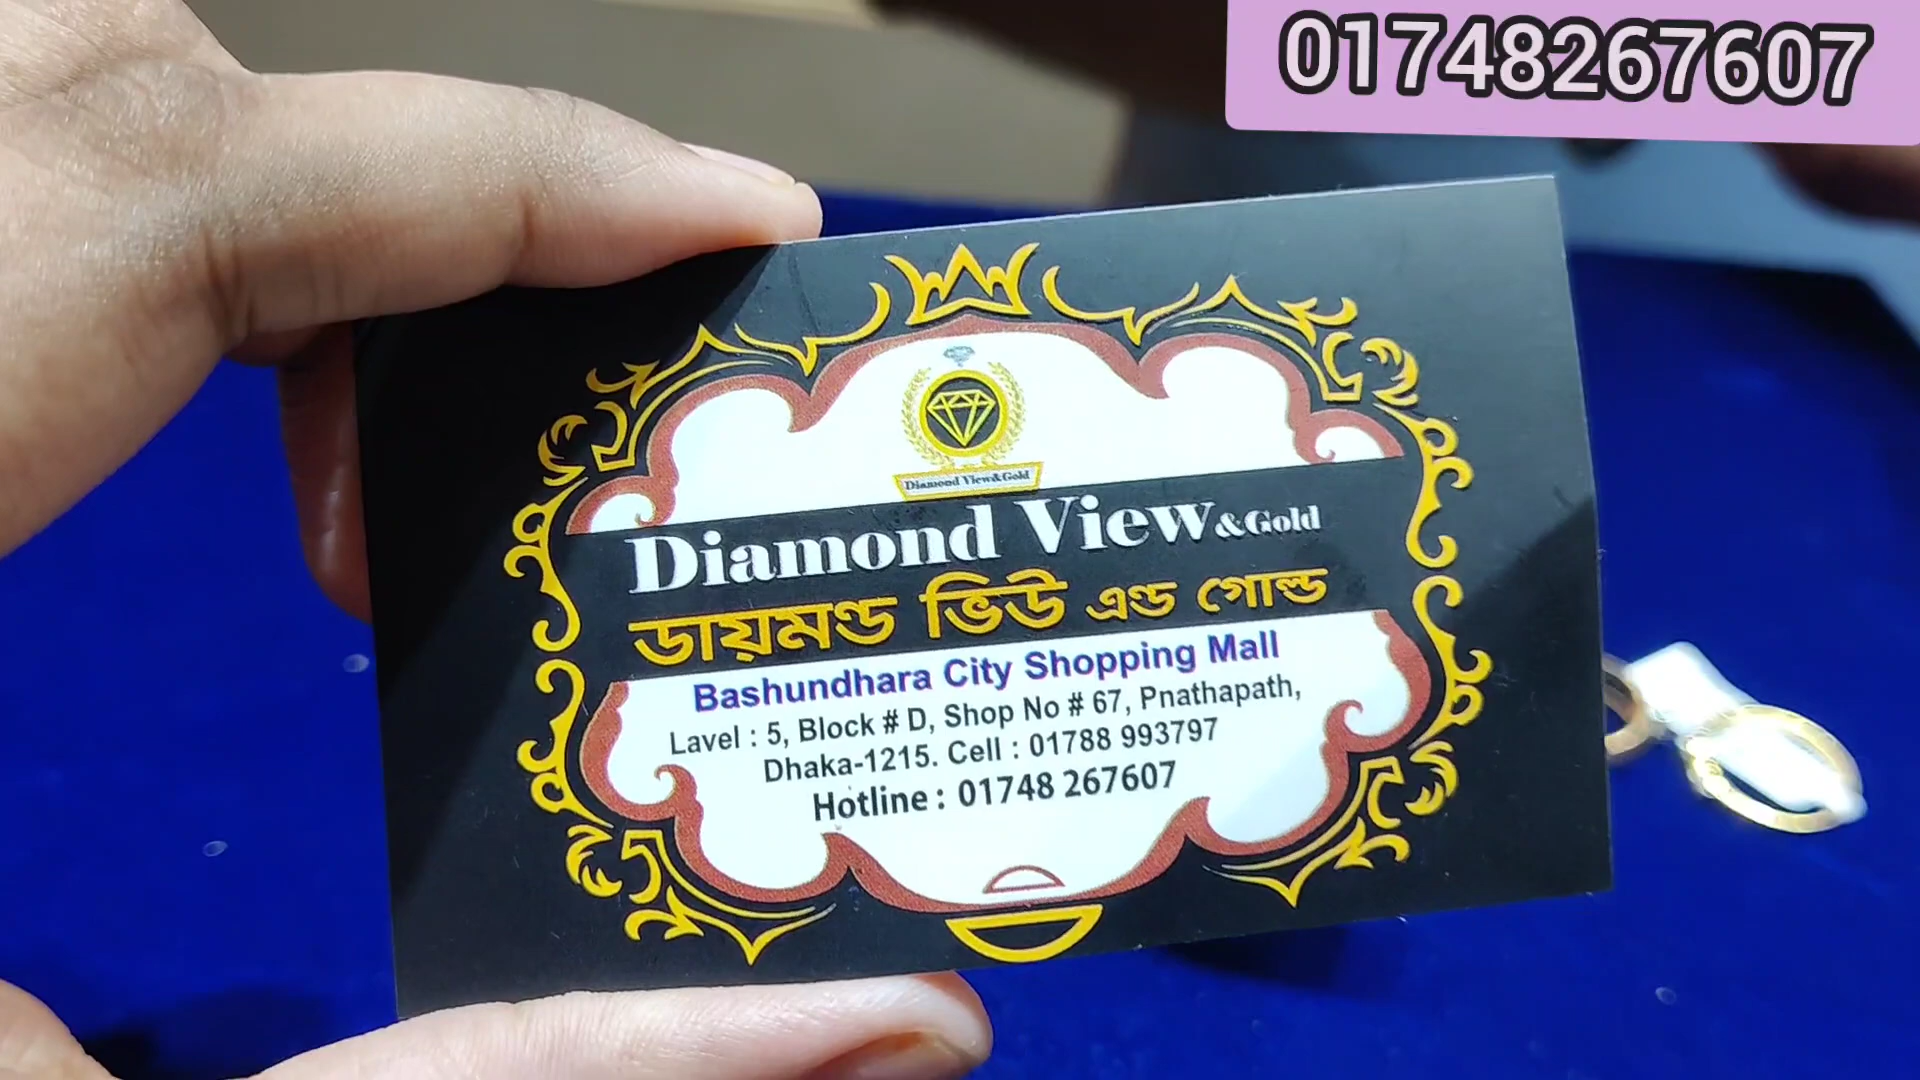 01748267607
Diamond View&Gold
Diamond View&Gold
ডায়মন্ড ভিউ এন্ড গোল্ড
Bashundhara City Shopping Mall
Lavel : 5, Block # D, Shop No # 67, Pnathapath,
Dhaka-1215. Cell : 01788 993797
Hotline : 01748 267607